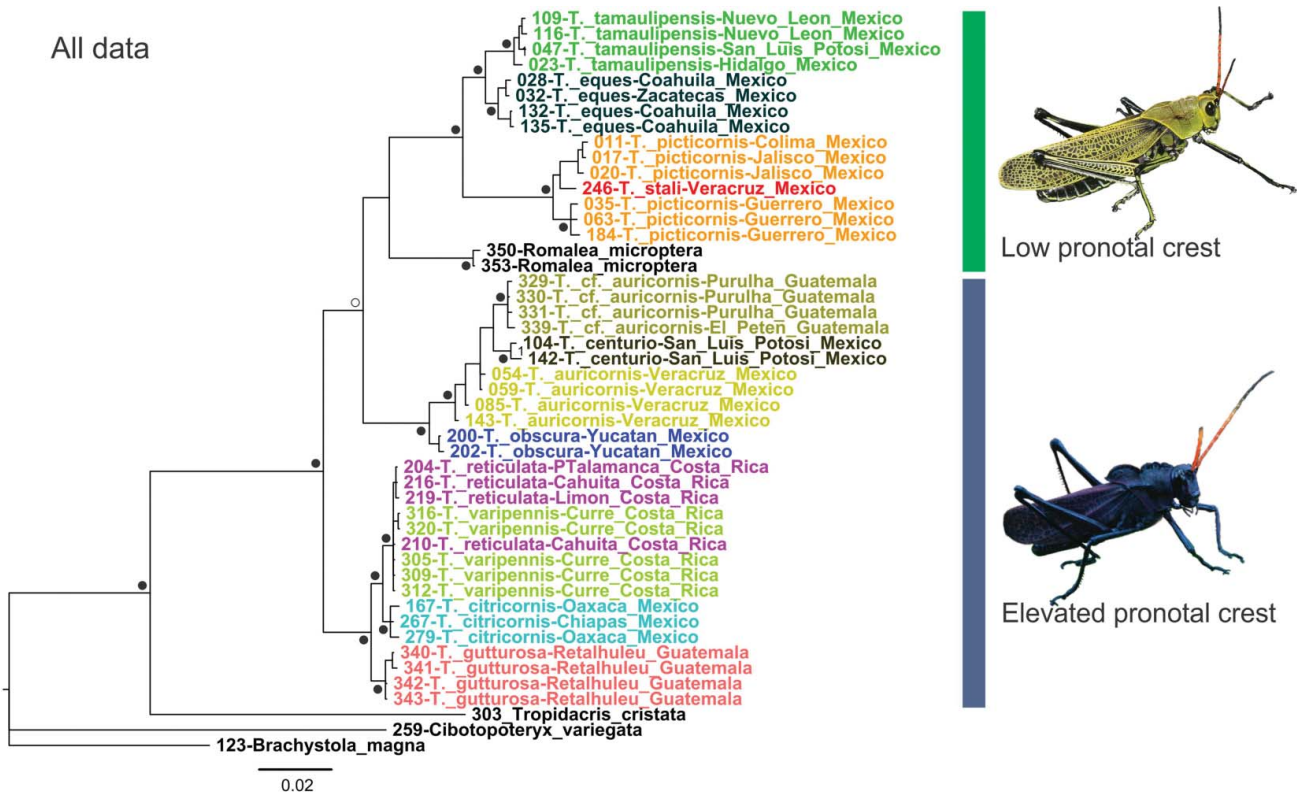 All data
109-T._tamaulipensis-Nuevo_Leon_Mexico
116-T._tamaulipensis-Nuevo_Leon_Mexico
047-T._tamaulipensis-San_Luis_Potosi_Mexico
023-T._tamaulipensis-Hidalgo_Mexico
028-T._eques-Coahuila_Mexico
032-T._eques-Zacatecas_Mexico
132-T._eques-Coahuila_Mexico
135-T._eques-Coahuila_Mexico
011-T._picticornis-Colima_Mexico
017-T._picticornis-Jalisco_Mexico
020-T._picticornis-Jalisco_Mexico
246-T._stali-Veracruz_Mexico
035-T._picticornis-Guerrero_Mexico
063-T._picticornis-Guerrero_Mexico
184-T._picticornis-Guerrero_Mexico
350-Romalea_microptera
353-Romalea_microptera
Low pronotal crest
329-T._cf._auricornis-Purulha_Guatemala
330-T._cf._auricornis-Purulha_Guatemala
331-T._cf._auricornis-Purulha_Guatemala
339-T._cf._auricornis-El_Peten_Guatemala
104-T._centurio-San_Luis_Potosi_Mexico
142-T._centurio-San_Luis_Potosi_Mexico
054-T._auricornis-Veracruz_Mexico
059-T._auricornis-Veracruz_Mexico
085-T._auricornis-Veracruz_Mexico
143-T._auricornis-Veracruz_Mexico
200-T._obscura-Yucatan_Mexico
202-T._obscura-Yucatan_Mexico
204-T._reticulata-PTalamanca_Costa_Rica
216-T._reticulata-Cahuita_Costa_Rica
219-T._reticulata-Limon_Costa_Rica
316-T._varipennis-Curre_Costa_Rica
320-T._varipennis-Curre_Costa_Rica
210-T._reticulata-Cahuita_Costa_Rica
305-T._varipennis-Curre_Costa_Rica
309-T._varipennis-Curre_Costa_Rica
312-T._varipennis-Curre_Costa_Rica
167-T._citricornis-Oaxaca_Mexico
267-T._citricornis-Chiapas_Mexico
279-T._citricornis-Oaxaca_Mexico
340-T._gutturosa-Retalhuleu_Guatemala
341-T._gutturosa-Retalhuleu_Guatemala
342-T._gutturosa-Retalhuleu_Guatemala
343-T._gutturosa-Retalhuleu_Guatemala
Elevated pronotal crest
303_Tropidacris_cristata
259-Cibotopoteryx_variegata
123-Brachystola_magna
0.02